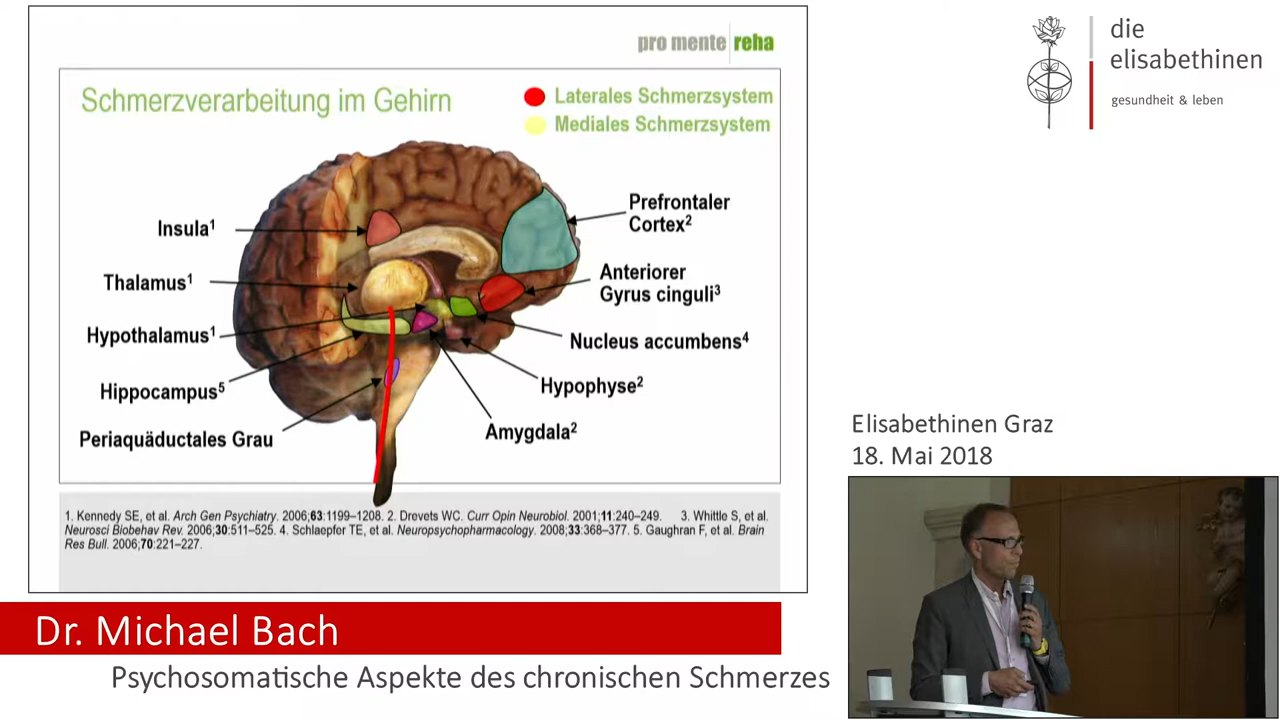 pro mente reha
Schmerzverarbeitung im Gehirn
Laterales Schmerzsystem
Mediales Schmerzsystem
Insula¹
Thalamus¹
Hypothalamus¹
Hippocampus⁵
Periaquäductales Grau
Prefrontaler
Cortex²
Anteriorer
Gyrus cinguli³
Nucleus accumbens⁴
Hypophyse²
Amygdala²
1. Kennedy SE, et al. Arch Gen Psychiatry. 2006;63:1199–1208. 2. Drevets WC. Curr Opin Neurobiol. 2001;11:240–249. 3. Whittle S, et al.
Neurosci Biobehav Rev. 2006;30:511–525. 4. Schlaepfer TE, et al. Neuropsychopharmacology. 2008;33:368–377. 5. Gaughran F, et al. Brain
Res Bull. 2006;70:221–227.
die
elisabethinen
gesundheit & leben
Elisabethinen Graz
18. Mai 2018
Dr. Michael Bach
Psychosomatische Aspekte des chronischen Schmerzes